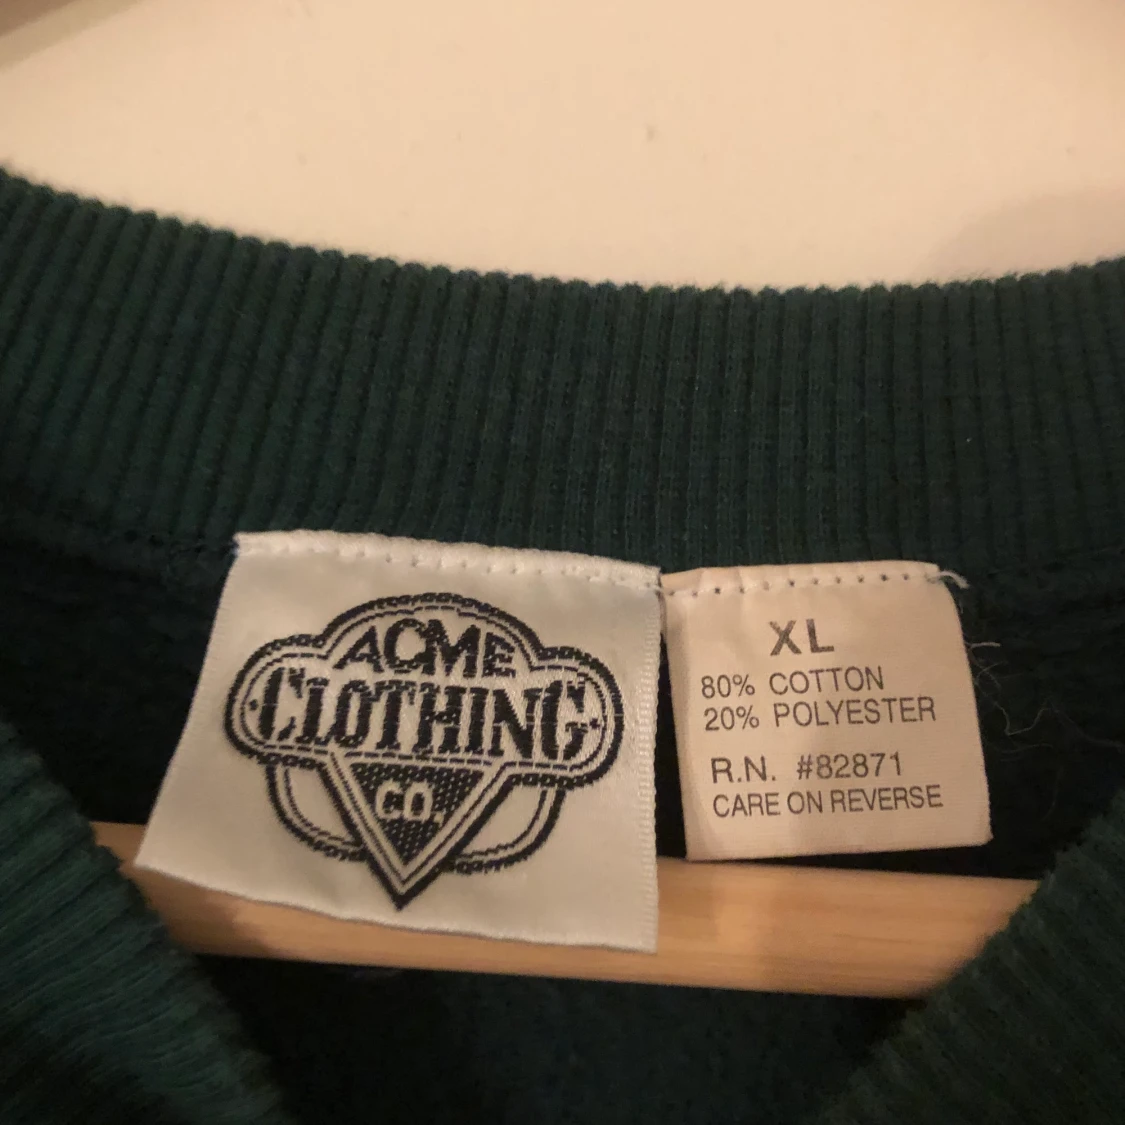 ACME
CLOTHING
CO.
XL
80% COTTON
20% POLYESTER
R.N. #82871
CARE ON REVERSE